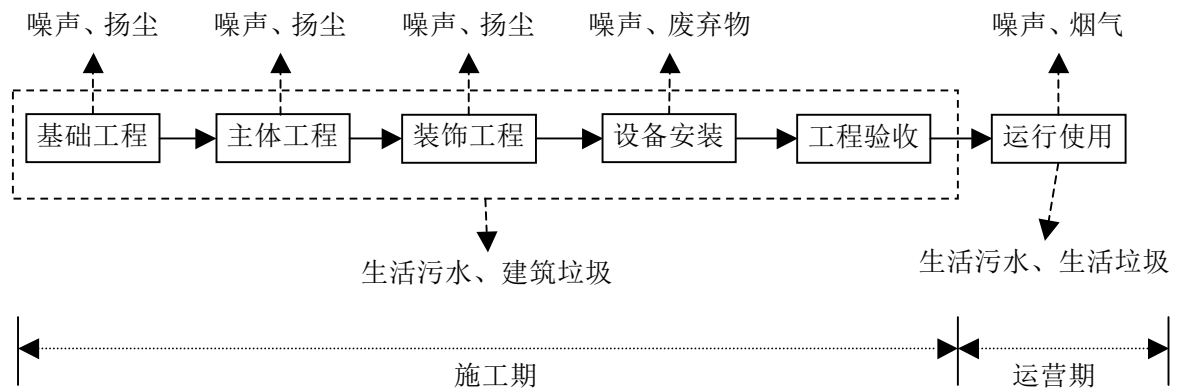 噪声、扬尘 噪声、扬尘 噪声、扬尘 噪声、废弃物 噪声、烟气
基础工程 主体工程 装饰工程 设备安装 工程验收 运行使用
生活污水、建筑垃圾 生活污水、生活垃圾
施工期 运营期